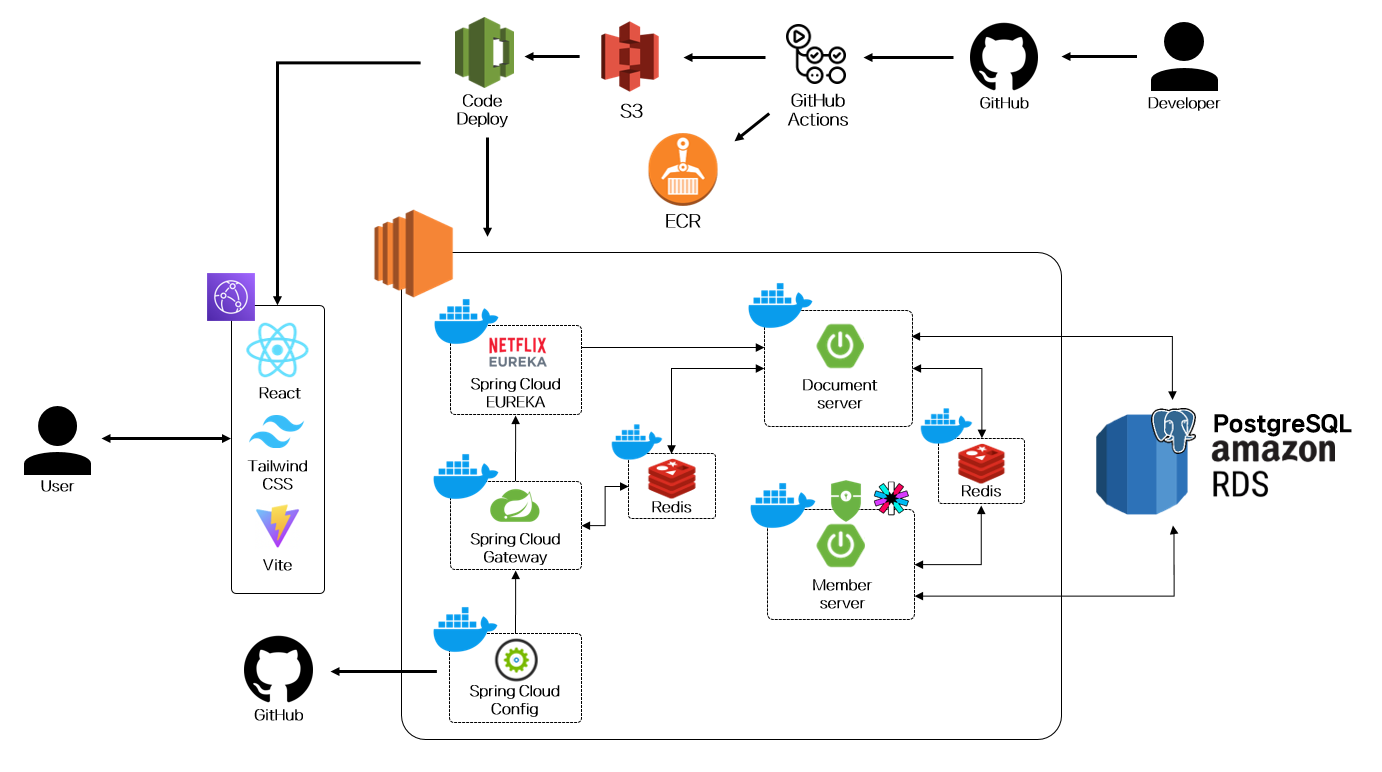 Code
Deploy
S3
GitHub
Actions
GitHub
Developer
ECR
NETFLIX
EUREKA
Spring Cloud
EUREKA
Document
server
React
Tailwind
CSS
Vite
User
PostgreSQL
amazon
RDS
Redis
Redis
Spring Cloud
Gateway
Member
server
Spring Cloud
Config
GitHub